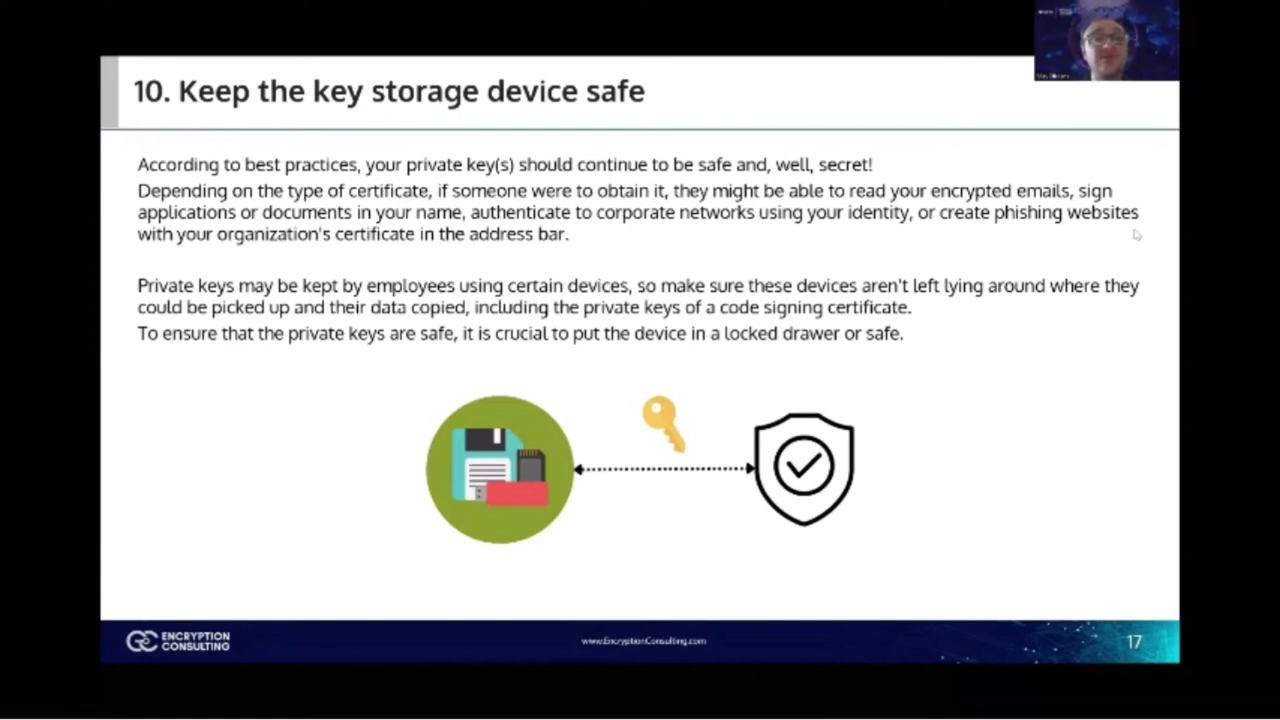 10. Keep the key storage device safe
According to best practices, your private key(s) should continue to be safe and, well, secret!
Depending on the type of certificate, if someone were to obtain it, they might be able to read your encrypted emails, sign
applications or documents in your name, authenticate to corporate networks using your identity, or create phishing websites
with your organization's certificate in the address bar.
Private keys may be kept by employees using certain devices, so make sure these devices aren't left lying around where they
could be picked up and their data copied, including the private keys of a code signing certificate.
To ensure that the private keys are safe, it is crucial to put the device in a locked drawer or safe.
ENCRYPTION
CONSULTING
www.EncryptionConsulting.com
17